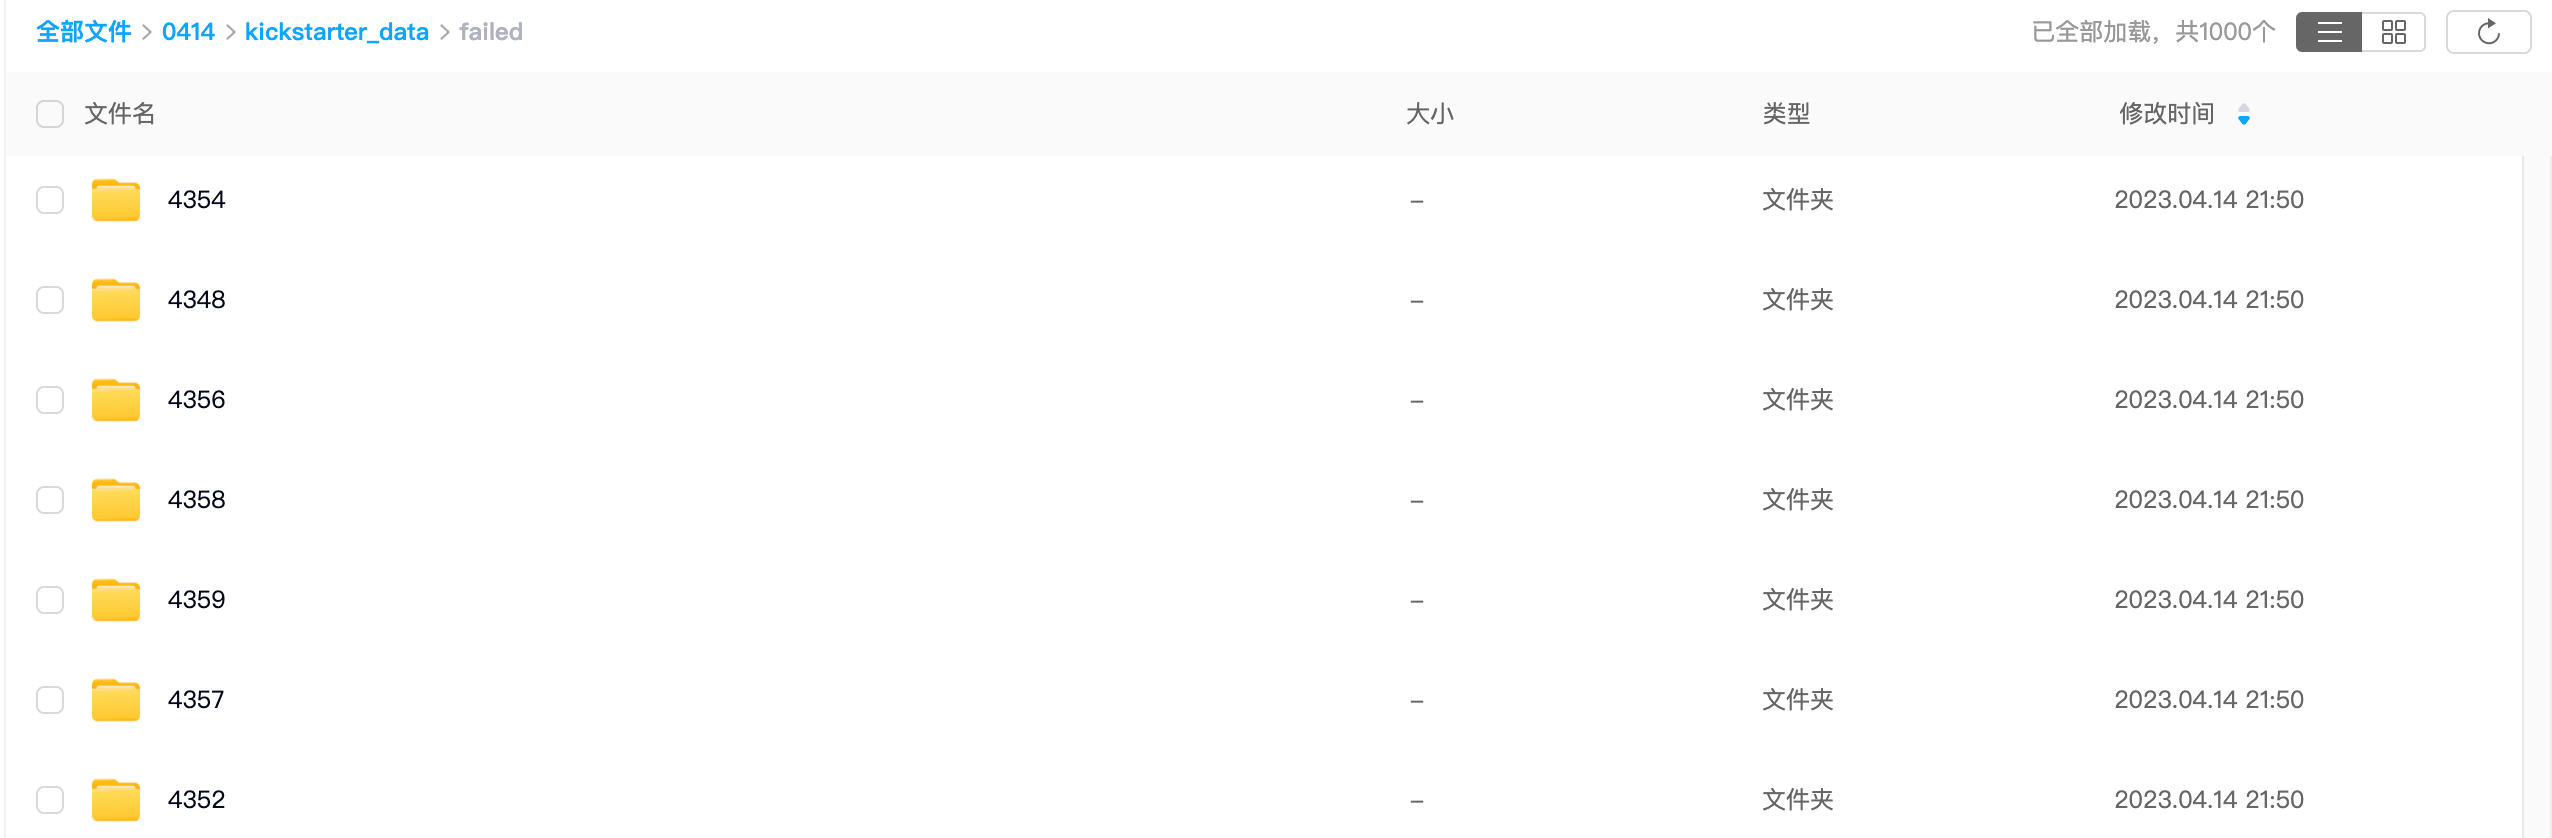 全部文件 > 0414 > kickstarter_data > failed 已全部加载，共1000个
文件名 大小 类型 修改时间
4354 – 文件夹 2023.04.14 21:50
4348 – 文件夹 2023.04.14 21:50
4356 – 文件夹 2023.04.14 21:50
4358 – 文件夹 2023.04.14 21:50
4359 – 文件夹 2023.04.14 21:50
4357 – 文件夹 2023.04.14 21:50
4352 – 文件夹 2023.04.14 21:50